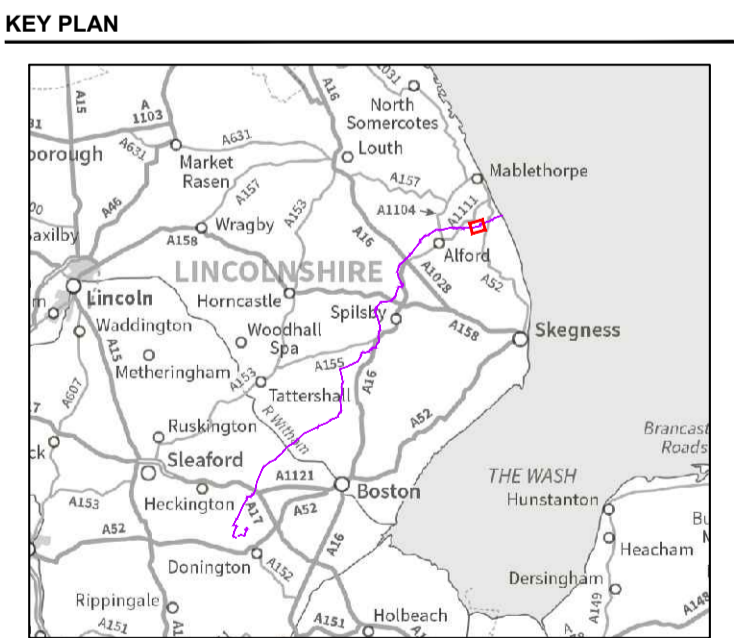 KEY PLAN
A15
A
1103
A631
A631
Market
Rasen
A46
A16
1031
North
Somercotes
Louth
A157
A157
A153
Mablethorpe
A1104
A1111
Wragby
A158
A16
Alford
A1028
A52
LINCOLNSHIRE
Lincoln
Horncastle
Spilsby
A158
Skegness
Waddington
Woodhall
Spa
A15
Metheringham
A155
A153
Tattershall
A16
A607
A52
R Witham
Ruskington
Sleaford
A1121
Boston
THE WASH
Brancast
Roads
Hunstanton
A153
Heckington
A17
A52
A52
A16
Heacham
Donington
A152
Dersingham
Rippingale
A149
A148
A151
A151
Holbeach